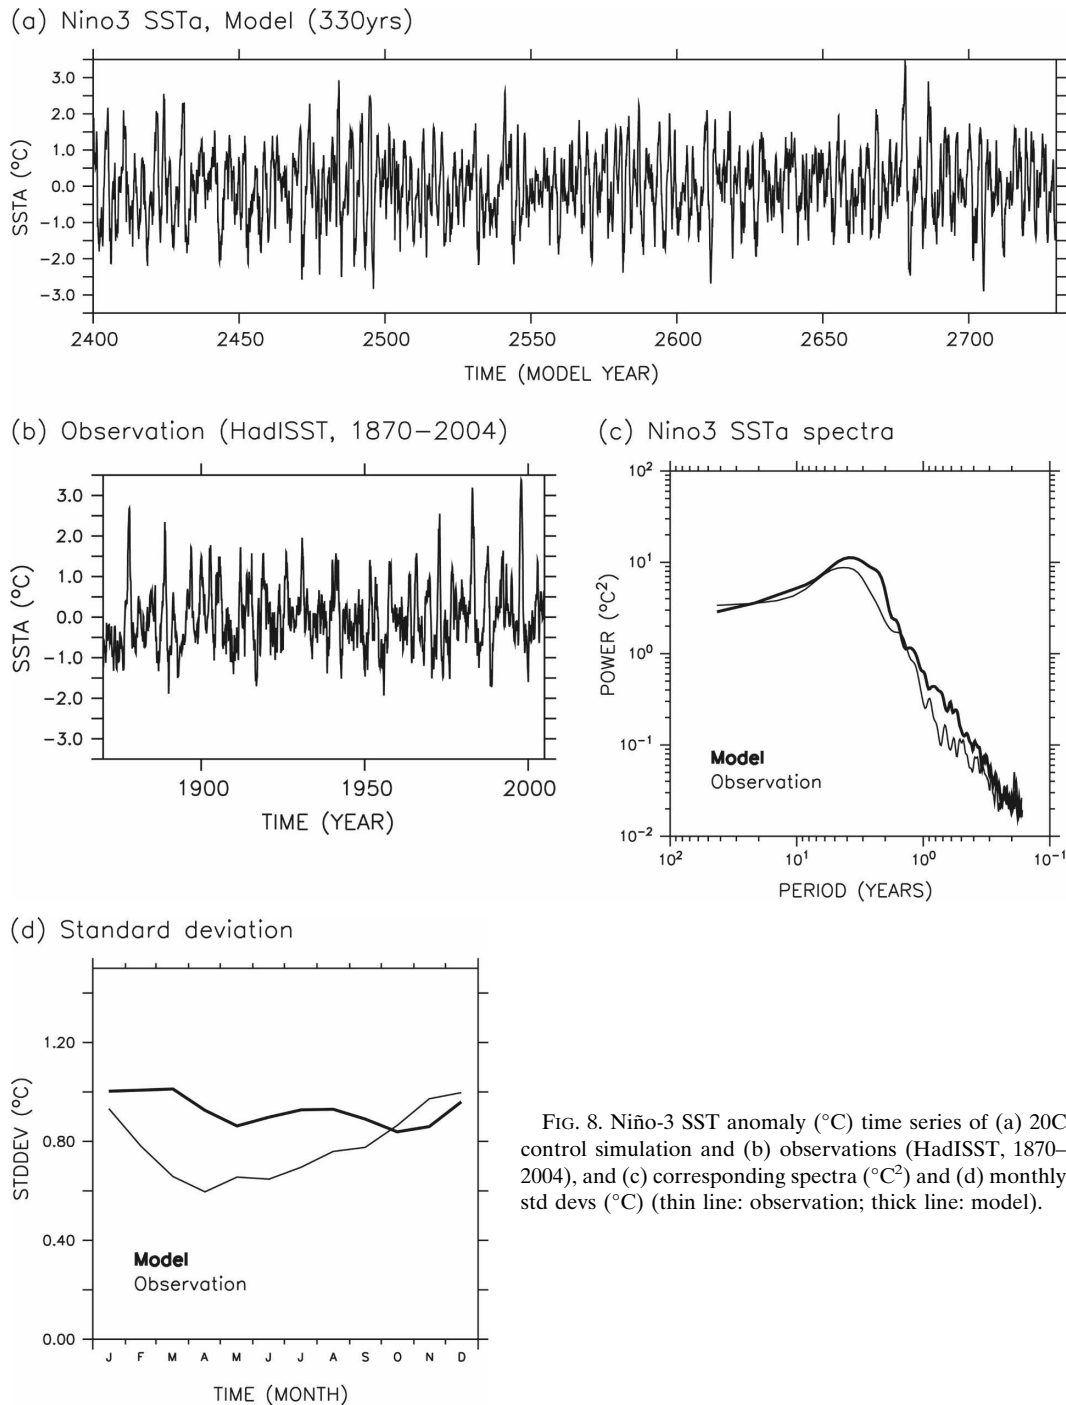 (a) Nino3 SSTa, Model (330yrs)
3.0
2.0
1.0
0.0
−1.0
−2.0
−3.0
SSTA (°C)
2400 2450 2500 2550 2600 2650 2700
TIME (MODEL YEAR)
(b) Observation (HadISST, 1870−2004)
3.0
2.0
1.0
0.0
−1.0
−2.0
−3.0
SSTA (°C)
1900 1950 2000
TIME (YEAR)
(c) Nino3 SSTa spectra
10²
10¹
10⁰
10⁻¹
10⁻²
POWER (°C²)
Model
Observation
10² 10¹ 10⁰ 10⁻¹
PERIOD (YEARS)
(d) Standard deviation
1.20
0.80
0.40
0.00
STDDEV (°C)
Model
Observation
J F M A M J J A S O N D
TIME (MONTH)
FIG. 8. Niño-3 SST anomaly (°C) time series of (a) 20C
control simulation and (b) observations (HadISST, 1870–
2004), and (c) corresponding spectra (°C²) and (d) monthly
std devs (°C) (thin line: observation; thick line: model).